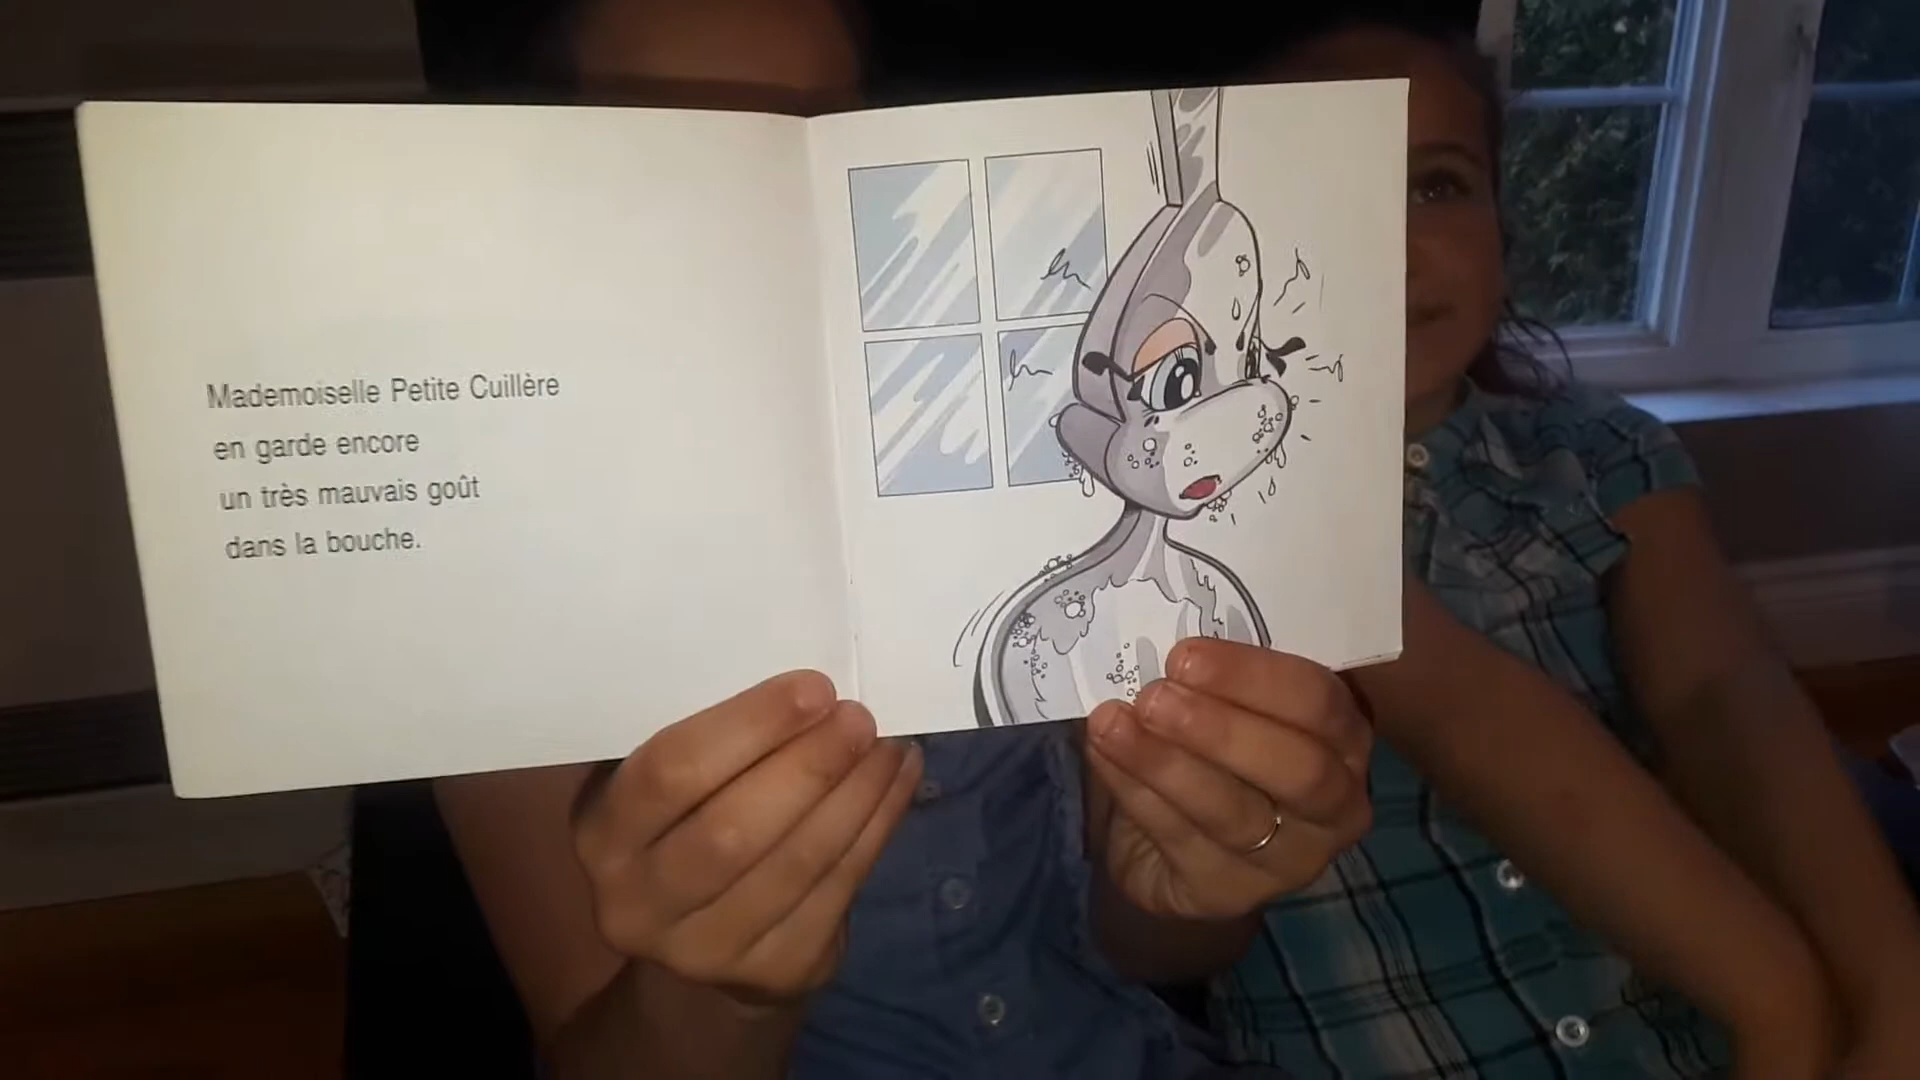 Mademoiselle Petite Cuillère
en garde encore
un très mauvais goût
dans la bouche.